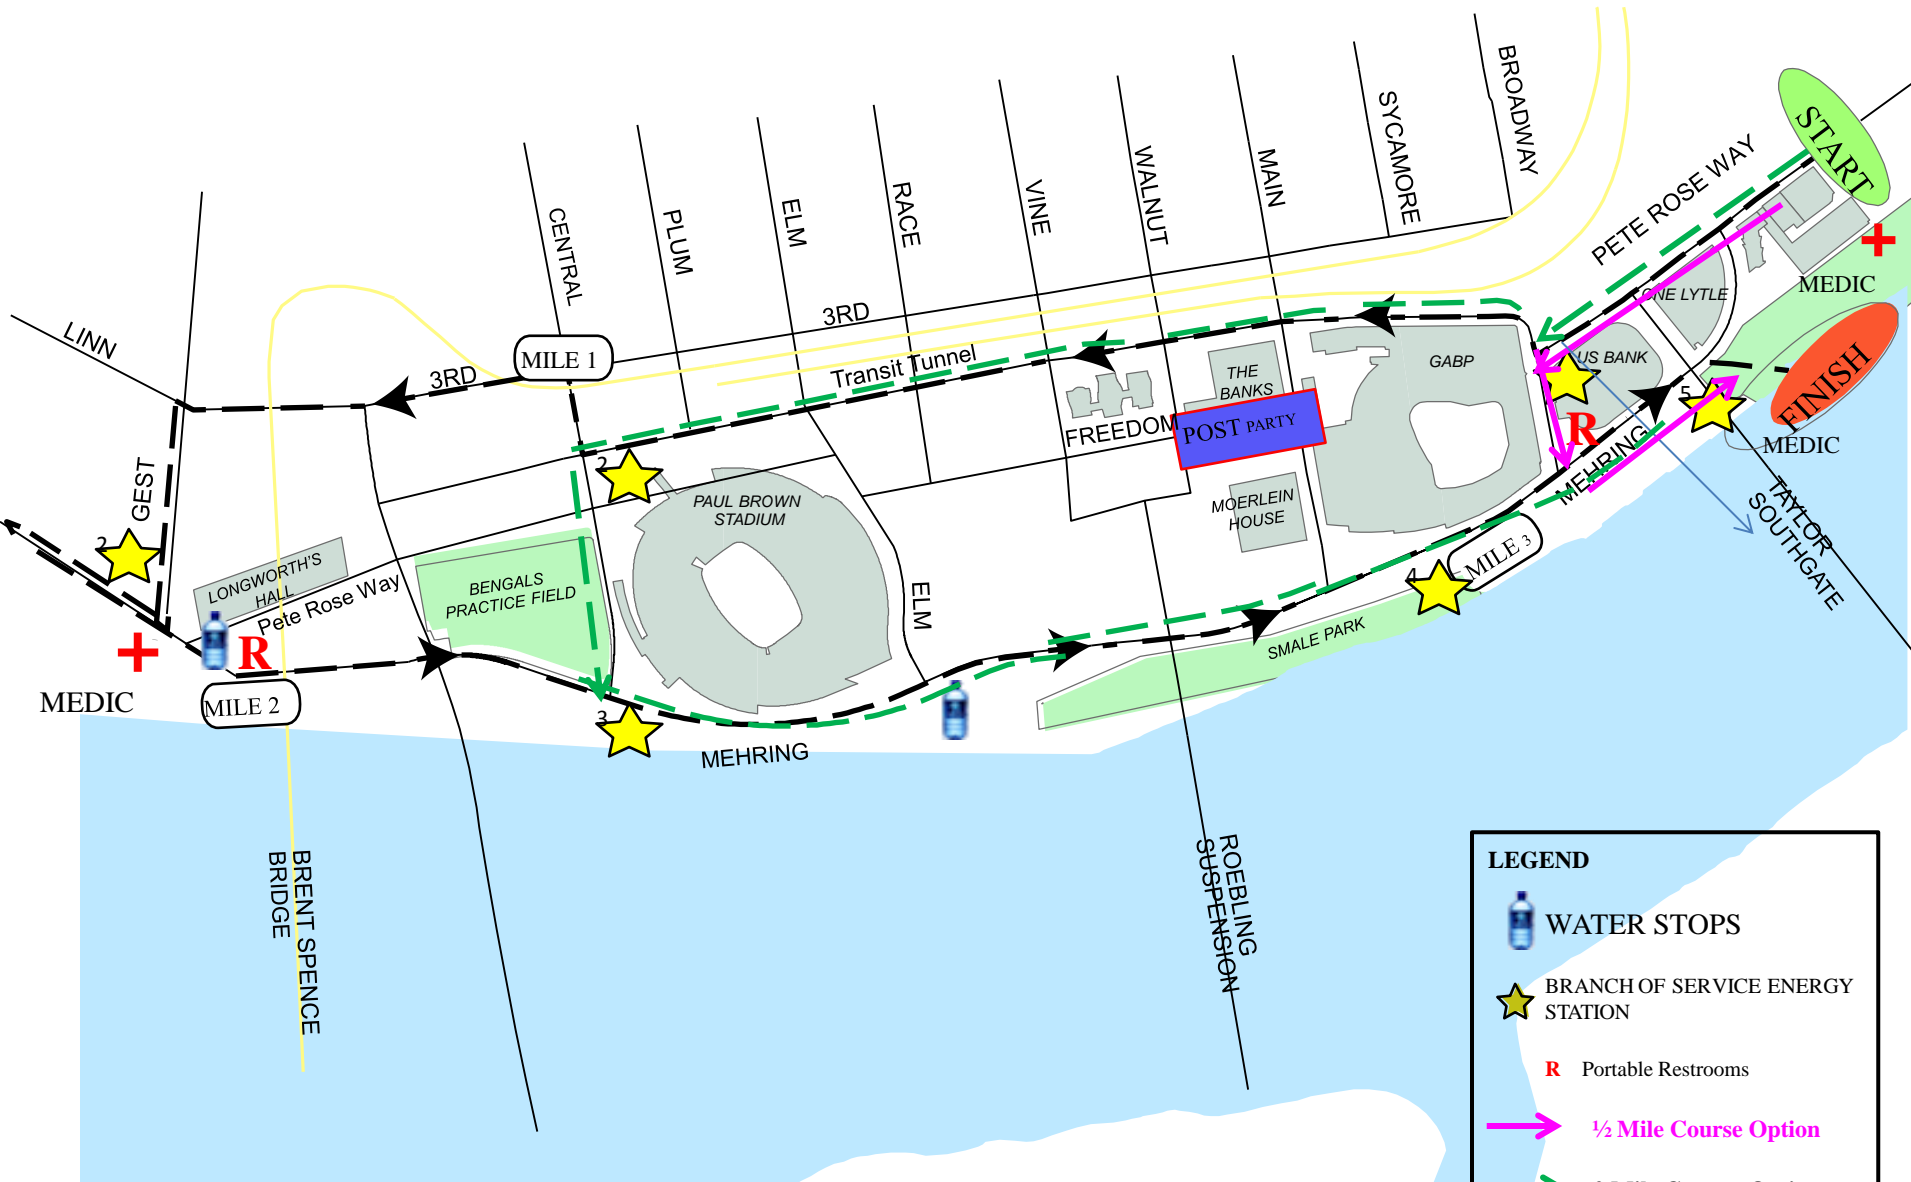 BROADWAY
SYCAMORE
MAIN
WALNUT
VINE
RACE
ELM
PLUM
CENTRAL
START
PETE ROSE WAY
MEDIC
ONE LYTLE
FINISH
MEDIC
US BANK
GABP
THE
BANKS
POST PARTY
FREEDOM
3RD
Transit Tunnel
MILE 1
3RD
LINN
GEST
2
2
PAUL BROWN
STADIUM
LONGWORTH'S
HALL
Pete Rose Way
BENGALS
PRACTICE FIELD
ELM
MOERLEIN
HOUSE
MEHRING
5
TAYLOR
SOUTHGATE
MILE 3
4
SMALE PARK
R
R
MEDIC
MILE 2
3
MEHRING
BRENT SPENCE
BRIDGE
ROEBLING
SUSPENSION
LEGEND
WATER STOPS
BRANCH OF SERVICE ENERGY
STATION
R Portable Restrooms
½ Mile Course Option